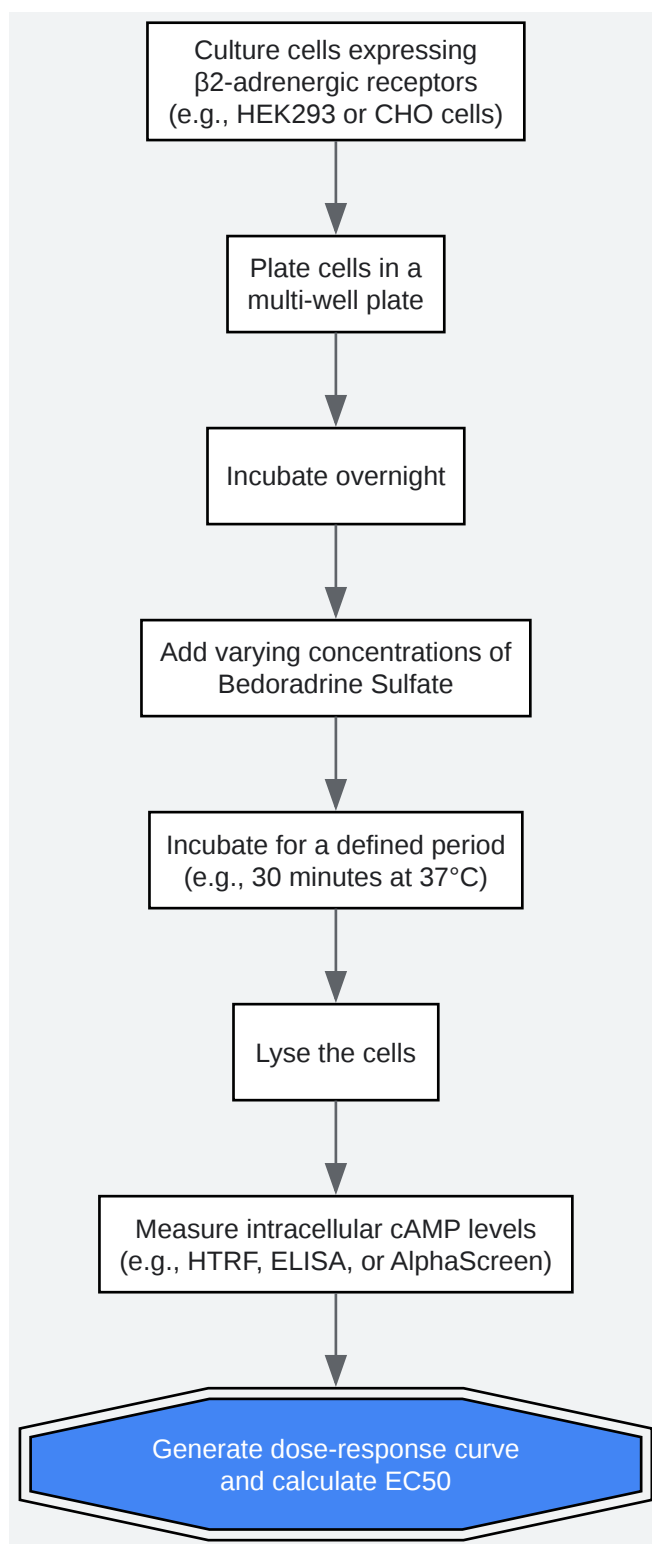 Culture cells expressing
β2-adrenergic receptors
(e.g., HEK293 or CHO cells)
Plate cells in a
multi-well plate
Incubate overnight
Add varying concentrations of
Bedoradrine Sulfate
Incubate for a defined period
(e.g., 30 minutes at 37°C)
Lyse the cells
Measure intracellular cAMP levels
(e.g., HTRF, ELISA, or AlphaScreen)
Generate dose-response curve
and calculate EC50